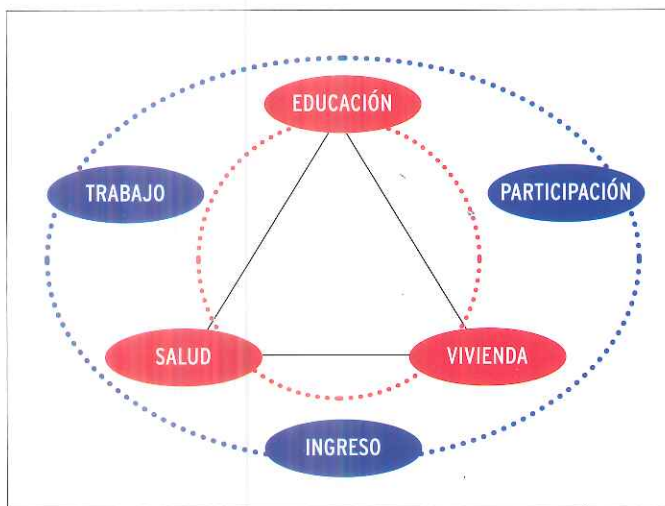 EDUCACIÓN
TRABAJO
PARTICIPACIÓN
SALUD
VIVIENDA
INGRESO